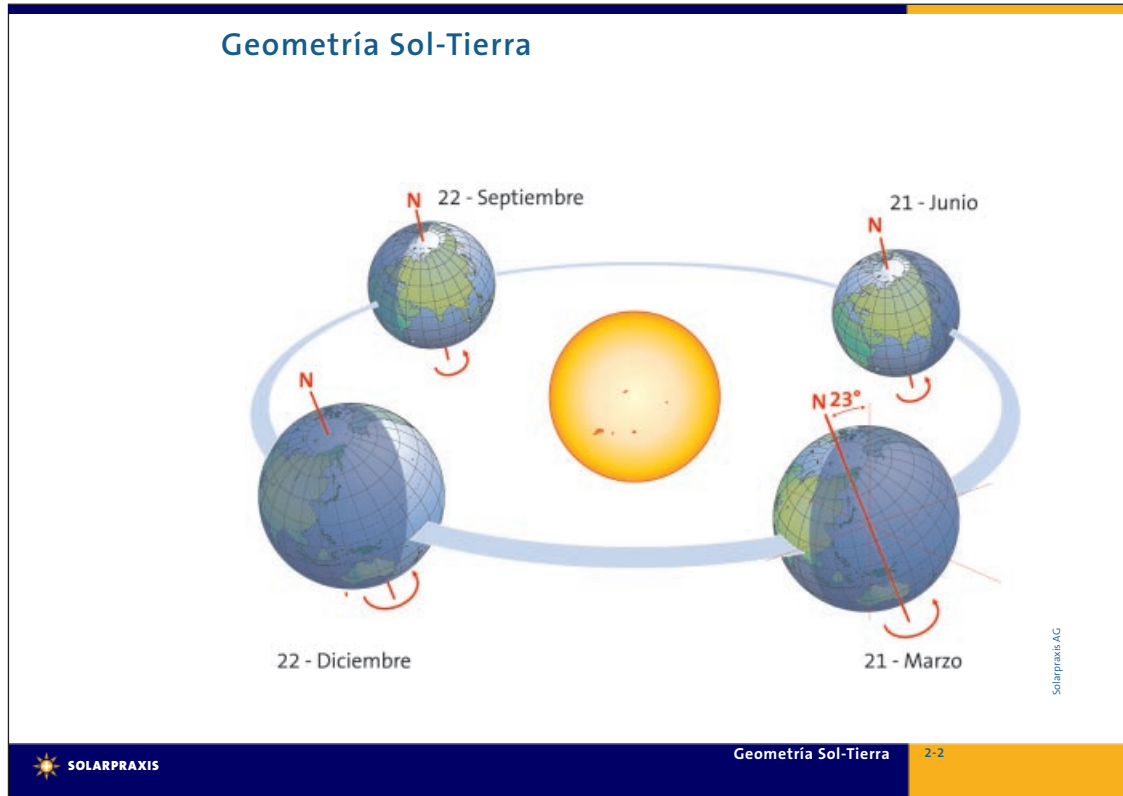 Geometría Sol-Tierra
22 - Septiembre
N
21 - Junio
N
N
N 23°
22 - Diciembre
21 - Marzo
Solarpraxis AG
SOLARPRAXIS
Geometría Sol-Tierra
2-2